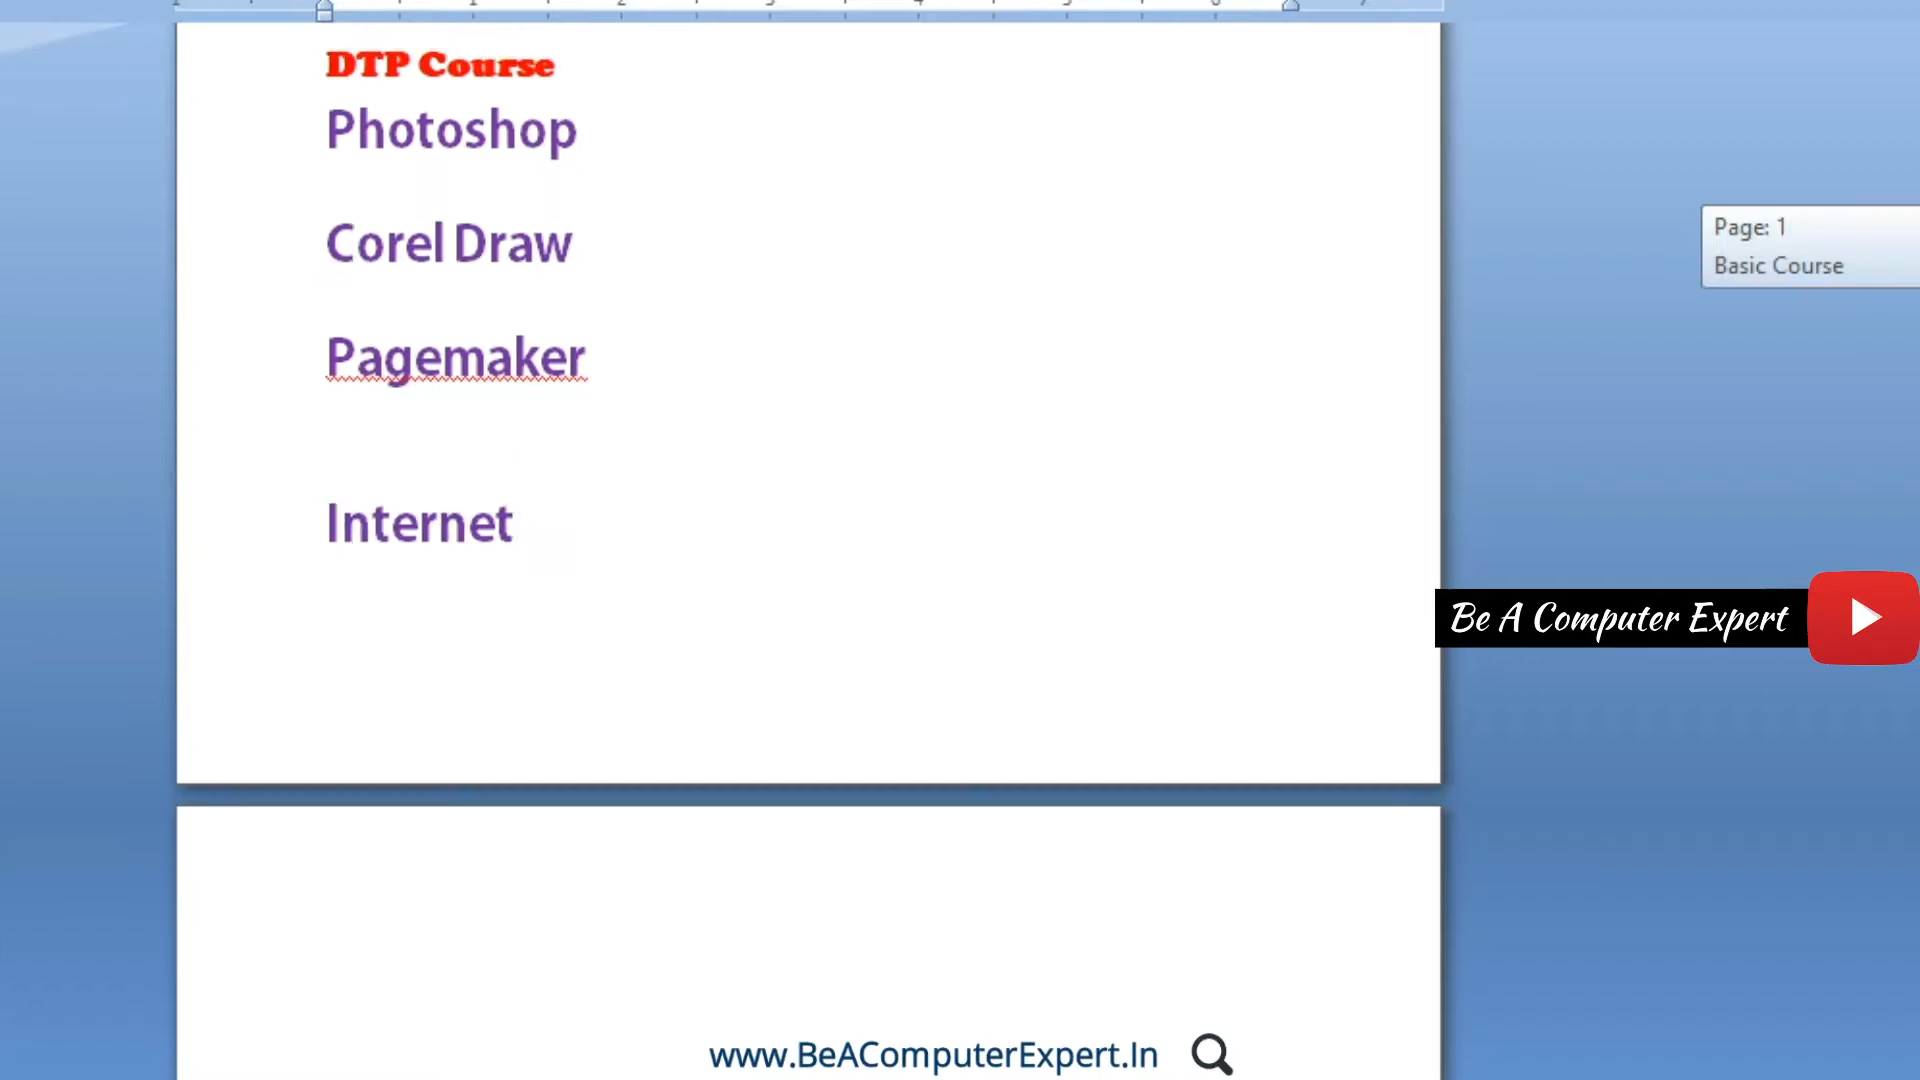 DTP Course
Photoshop
Corel Draw
Pagemaker
Internet
Page: 1
Basic Course
Be A Computer Expert
www.BeAComputerExpert.In